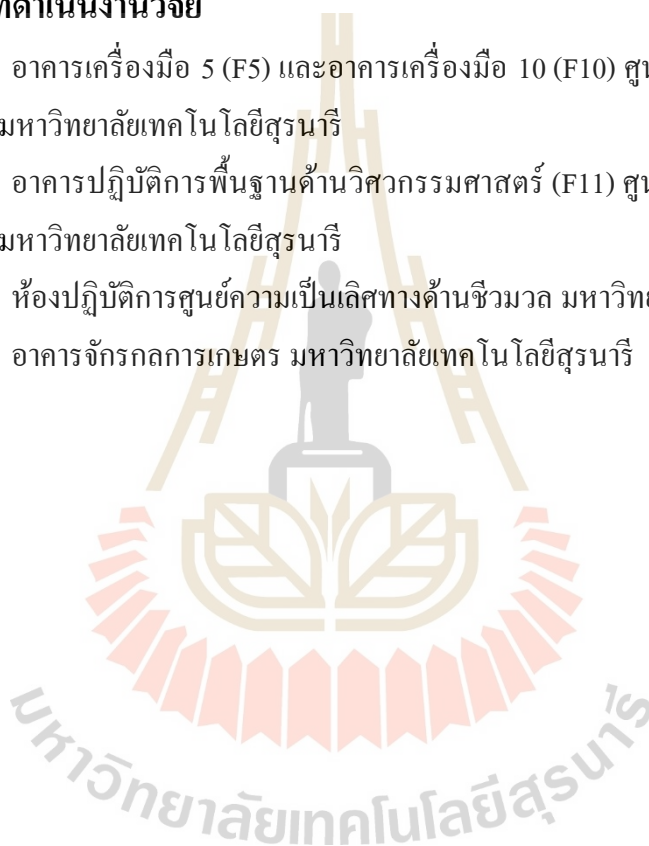 ที่ดำเนินงานวิจัย
อาคารเครื่องมือ 5 (F5) และอาคารเครื่องมือ 10 (F10) ศูน
มหาวิทยาลัยเทคโนโลยีสุรนารี
อาคารปฏิบัติการพื้นฐานด้านวิศวกรรมศาสตร์ (F11) ศูน
มหาวิทยาลัยเทคโนโลยีสุรนารี
ห้องปฏิบัติการศูนย์ความเป็นเลิศทางด้านชีวมวล มหาวิทย
อาคารจักรกลการเกษตร มหาวิทยาลัยเทคโนโลยีสุรนารี
มหาวิทยาลัยเทคโนโลยีสุรนารี